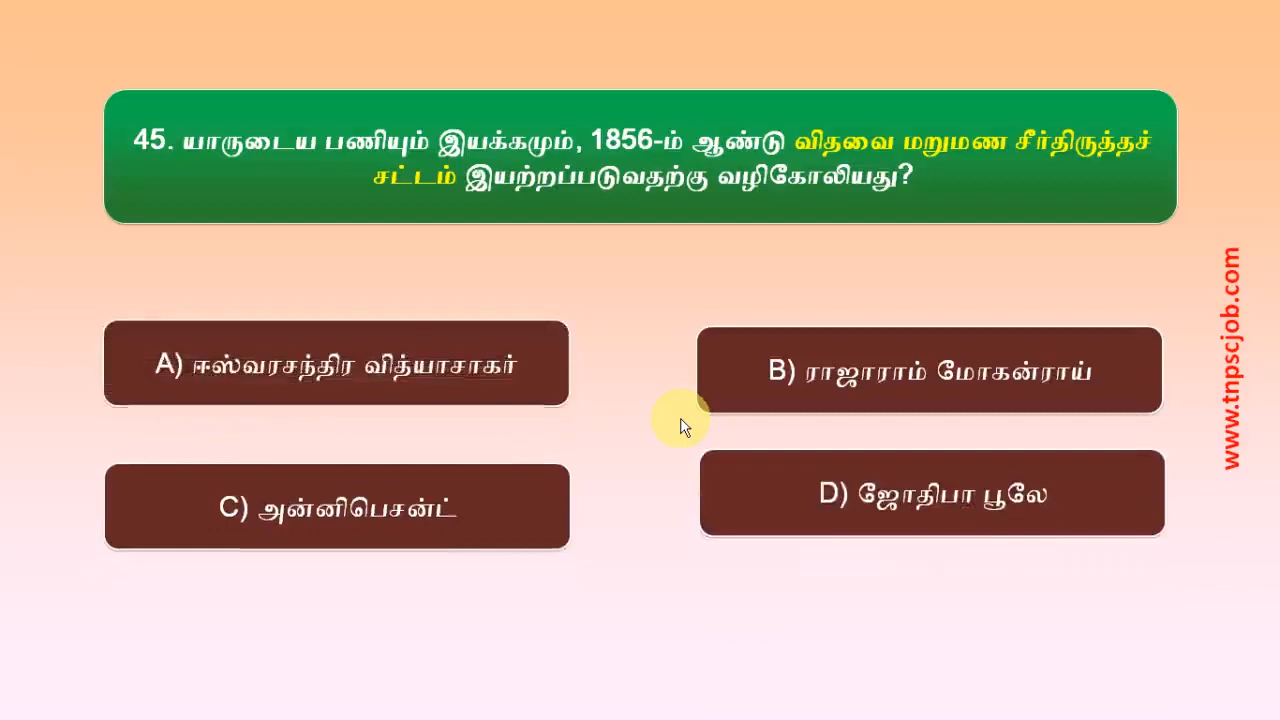 45. யாருடைய பணியும் இயக்கமும், 1856-ம் ஆண்டு விதவை மறுமண சீர்திருத்தச்
சட்டம் இயற்றப்படுவதற்கு வழிகோலியது?
A) ஈஸ்வரசந்திர வித்யாசாகர்
B) ராஜாராம் மோகன்ராய்
C) அன்னிபெசன்ட்
D) ஜோதிபா பூலே
www.tnpscjob.com